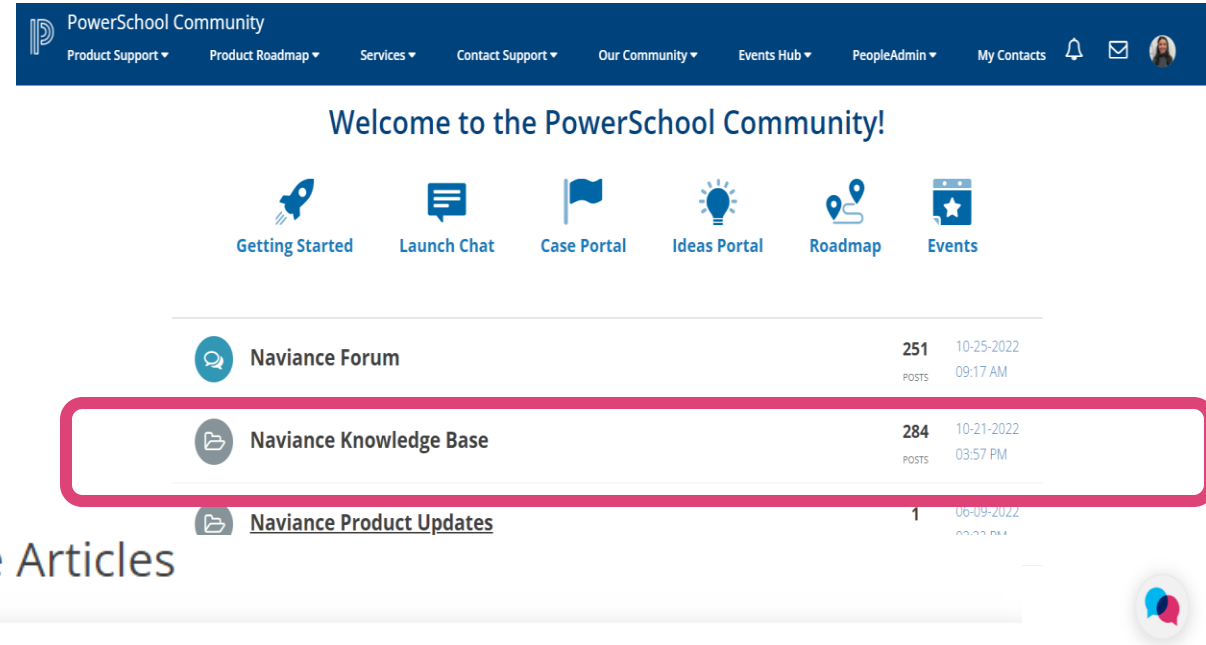 PowerSchool Community
Product Support Product Roadmap Services Contact Support Our Community Events Hub PeopleAdmin My Contacts
Welcome to the PowerSchool Community!
Getting Started Launch Chat Case Portal Ideas Portal Roadmap Events
Naviance Forum 251 10-25-2022
POSTS 09:17 AM
Naviance Knowledge Base 284 10-21-2022
POSTS 03:57 PM
Naviance Product Updates 1 06-09-2022
Articles